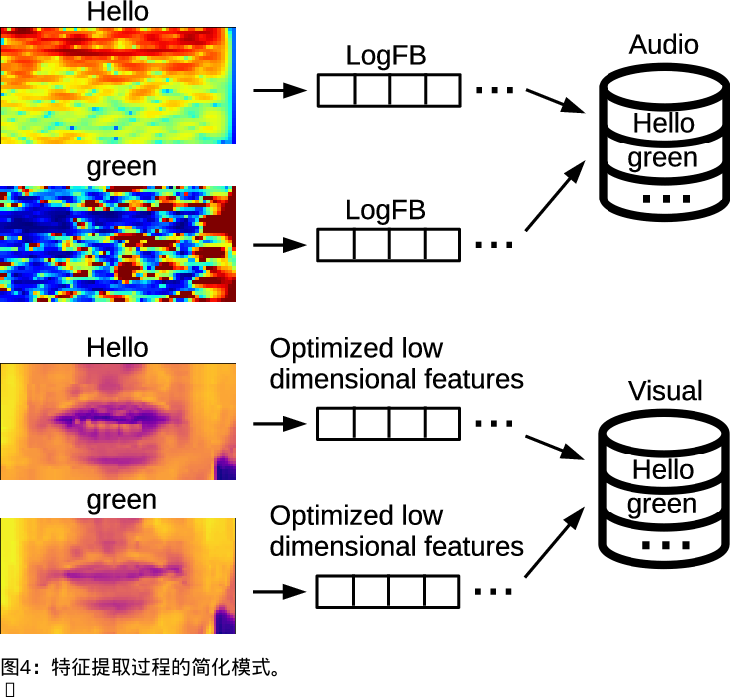 Hello
LogFB
Audio
Hello
green
...
green
LogFB
...
...
Hello
Optimized low
dimensional features
Visual
Hello
green
...
green
Optimized low
dimensional features
...
...
图4：特征提取过程的简化模式。